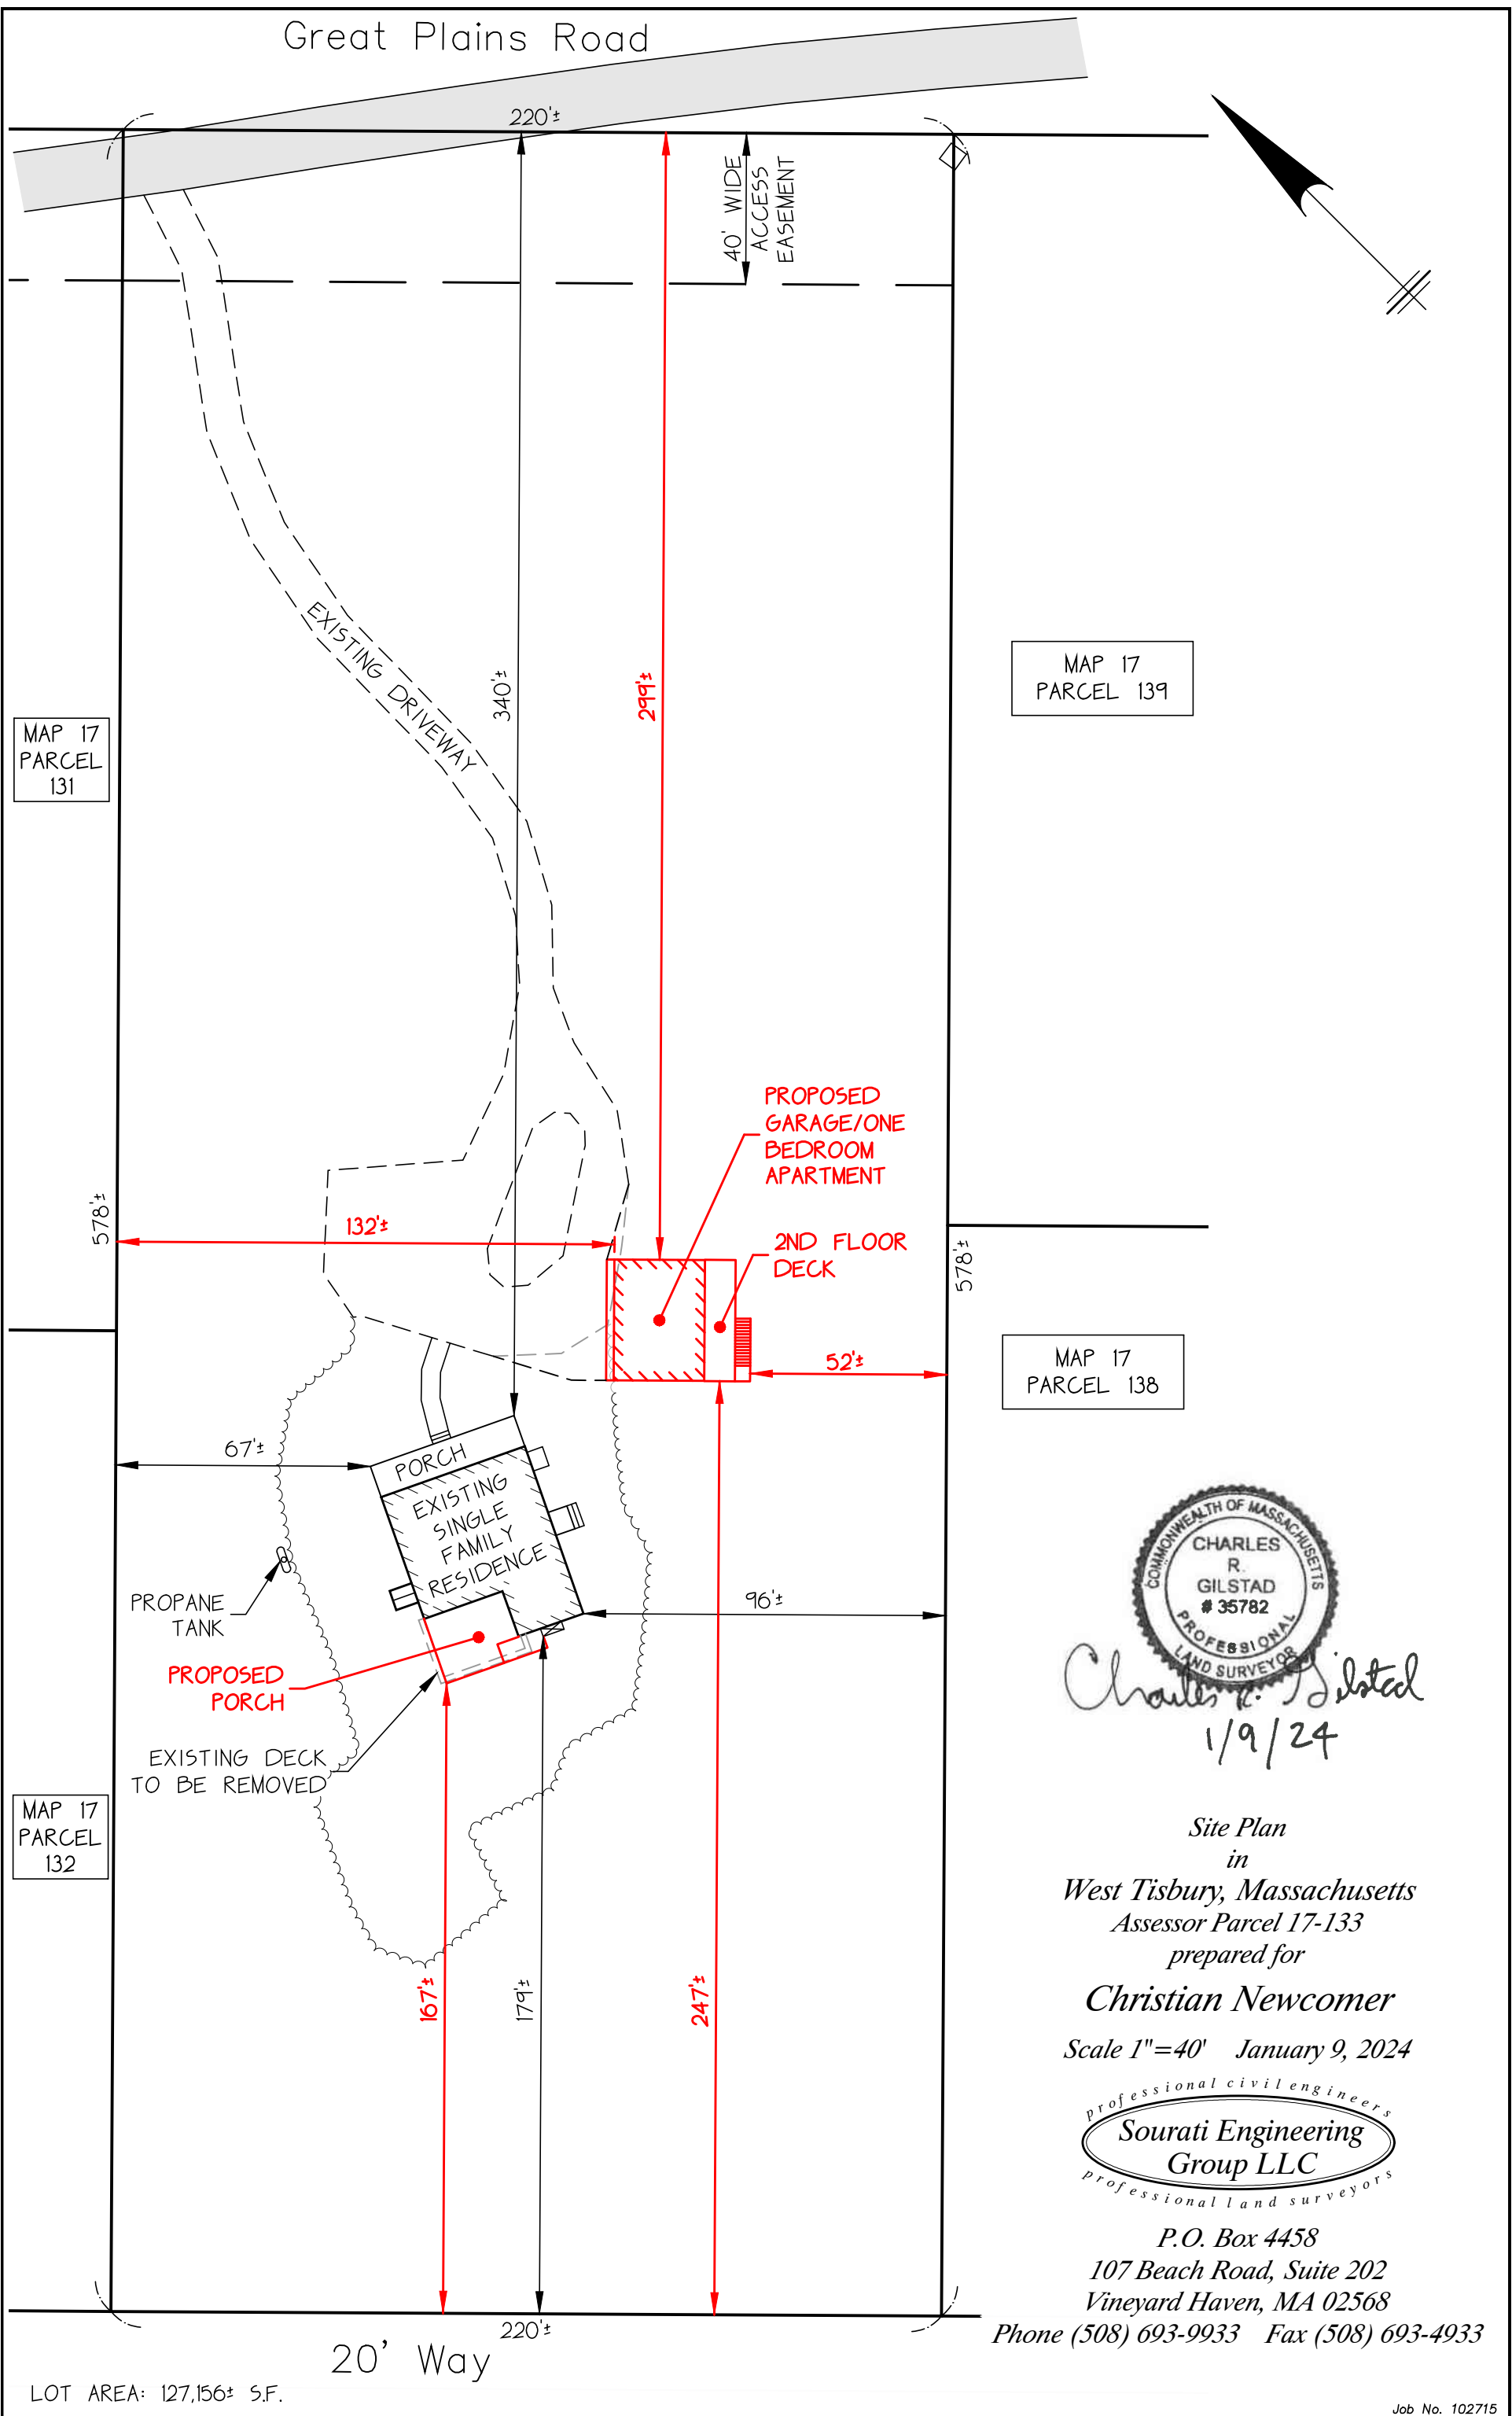 Great Plains Road
220'±
40' WIDE
ACCESS
EASEMENT
EXISTING DRIVEWAY
340'±
299'±
MAP 17
PARCEL 139
MAP 17
PARCEL
131
PROPOSED
GARAGE/ONE
BEDROOM
APARTMENT
578'±
132'±
2ND FLOOR
DECK
578'±
52'±
MAP 17
PARCEL 138
67'±
PORCH
EXISTING
SINGLE
FAMILY
RESIDENCE
96'±
PROPANE
TANK
PROPOSED
PORCH
EXISTING DECK
TO BE REMOVED
MAP 17
PARCEL
132
167'±
179'±
247'±
220'±
20' Way
LOT AREA: 127,156± S.F.
COMMONWEALTH OF MASSACHUSETTS
CHARLES
R.
GILSTAD
# 35782
PROFESSIONAL
LAND SURVEYOR
Charles R. Gilstad
1/9/24
Site Plan
in
West Tisbury, Massachusetts
Assessor Parcel 17-133
prepared for
Christian Newcomer
Scale 1"=40' January 9, 2024
professional civil engineers
Sourati Engineering
Group LLC
professional land surveyors
P.O. Box 4458
107 Beach Road, Suite 202
Vineyard Haven, MA 02568
Phone (508) 693-9933 Fax (508) 693-4933
Job No. 102715